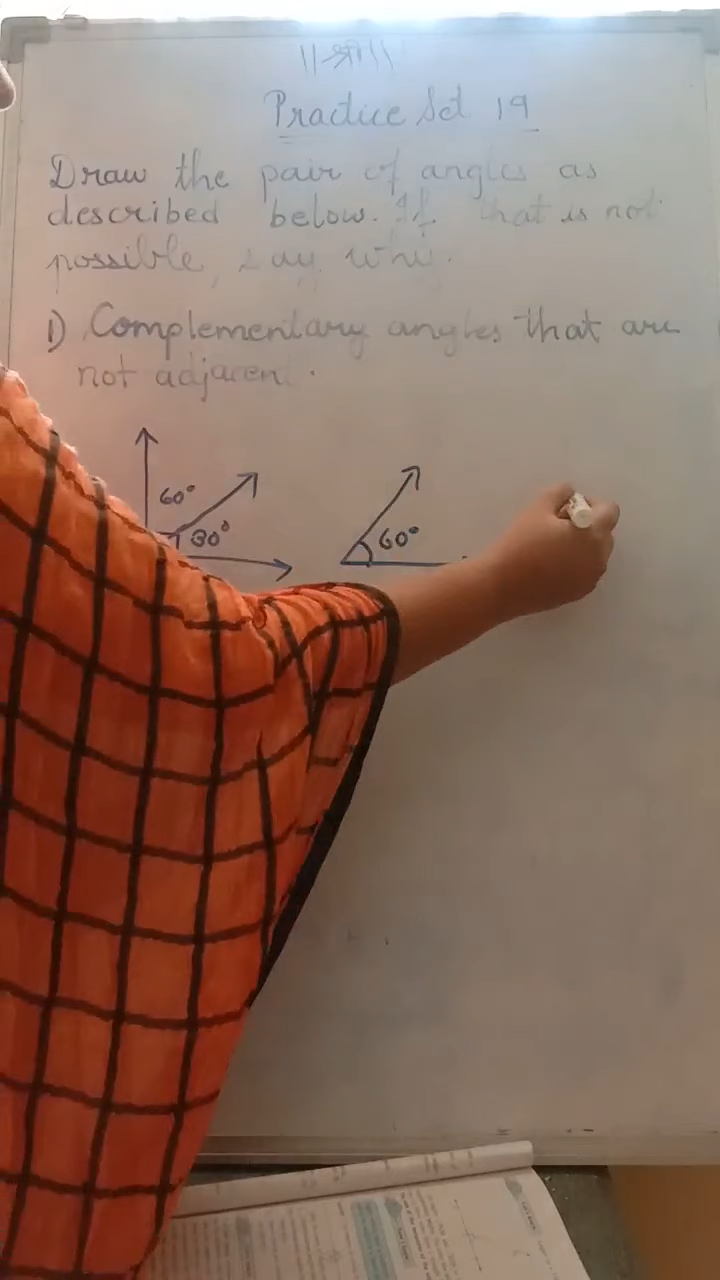 ||श्री||
Practice Set 19
Draw the pair of angles as
described below. If that is not
possible, say why.
1) Complementary angles that are
not adjacent.
60°
30°
60°